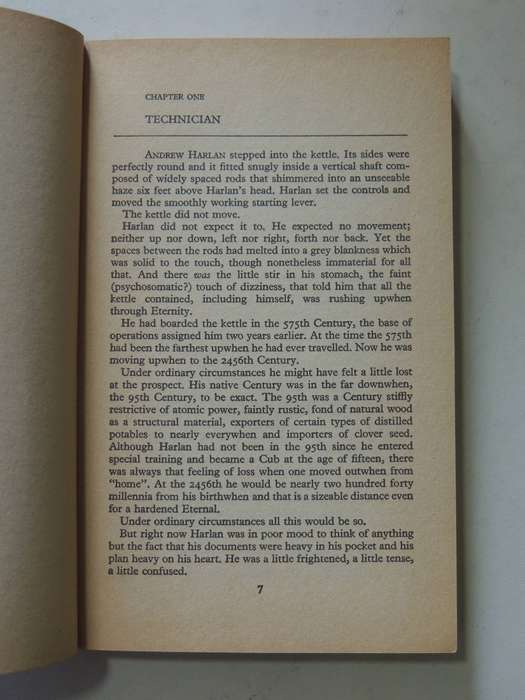 CHAPTER ONE
TECHNICIAN
ANDREW HARLAN stepped into the kettle. Its sides were
perfectly round and it fitted snugly inside a vertical shaft com-
posed of widely spaced rods that shimmered into an unseeable
haze six feet above Harlan's head. Harlan set the controls and
moved the smoothly working starting lever.
The kettle did not move.
Harlan did not expect it to. He expected no movement;
neither up nor down, left nor right, forth nor back. Yet the
spaces between the rods had melted into a grey blankness which
was solid to the touch, though nonetheless immaterial for all
that. And there was the little stir in his stomach, the faint
(psychosomatic?) touch of dizziness, that told him that all the
kettle contained, including himself, was rushing upwhen
through Eternity.
He had boarded the kettle in the 575th Century, the base of
operations assigned him two years earlier. At the time the 575th
had been the farthest upwhen he had ever travelled. Now he was
moving upwhen to the 2456th Century.
Under ordinary circumstances he might have felt a little lost
at the prospect. His native Century was in the far downwhen,
the 95th Century, to be exact. The 95th was a Century stiffly
restrictive of atomic power, faintly rustic, fond of natural wood
as a structural material, exporters of certain types of distilled
potables to nearly everywhen and importers of clover seed.
Although Harlan had not been in the 95th since he entered
special training and became a Cub at the age of fifteen, there
was always that feeling of loss when one moved outwhen from
"home". At the 2456th he would be nearly two hundred forty
millennia from his birthwhen and that is a sizeable distance even
for a hardened Eternal.
Under ordinary circumstances all this would be so.
But right now Harlan was in poor mood to think of anything
but the fact that his documents were heavy in his pocket and his
plan heavy on his heart. He was a little frightened, a little tense,
a little confused.
7